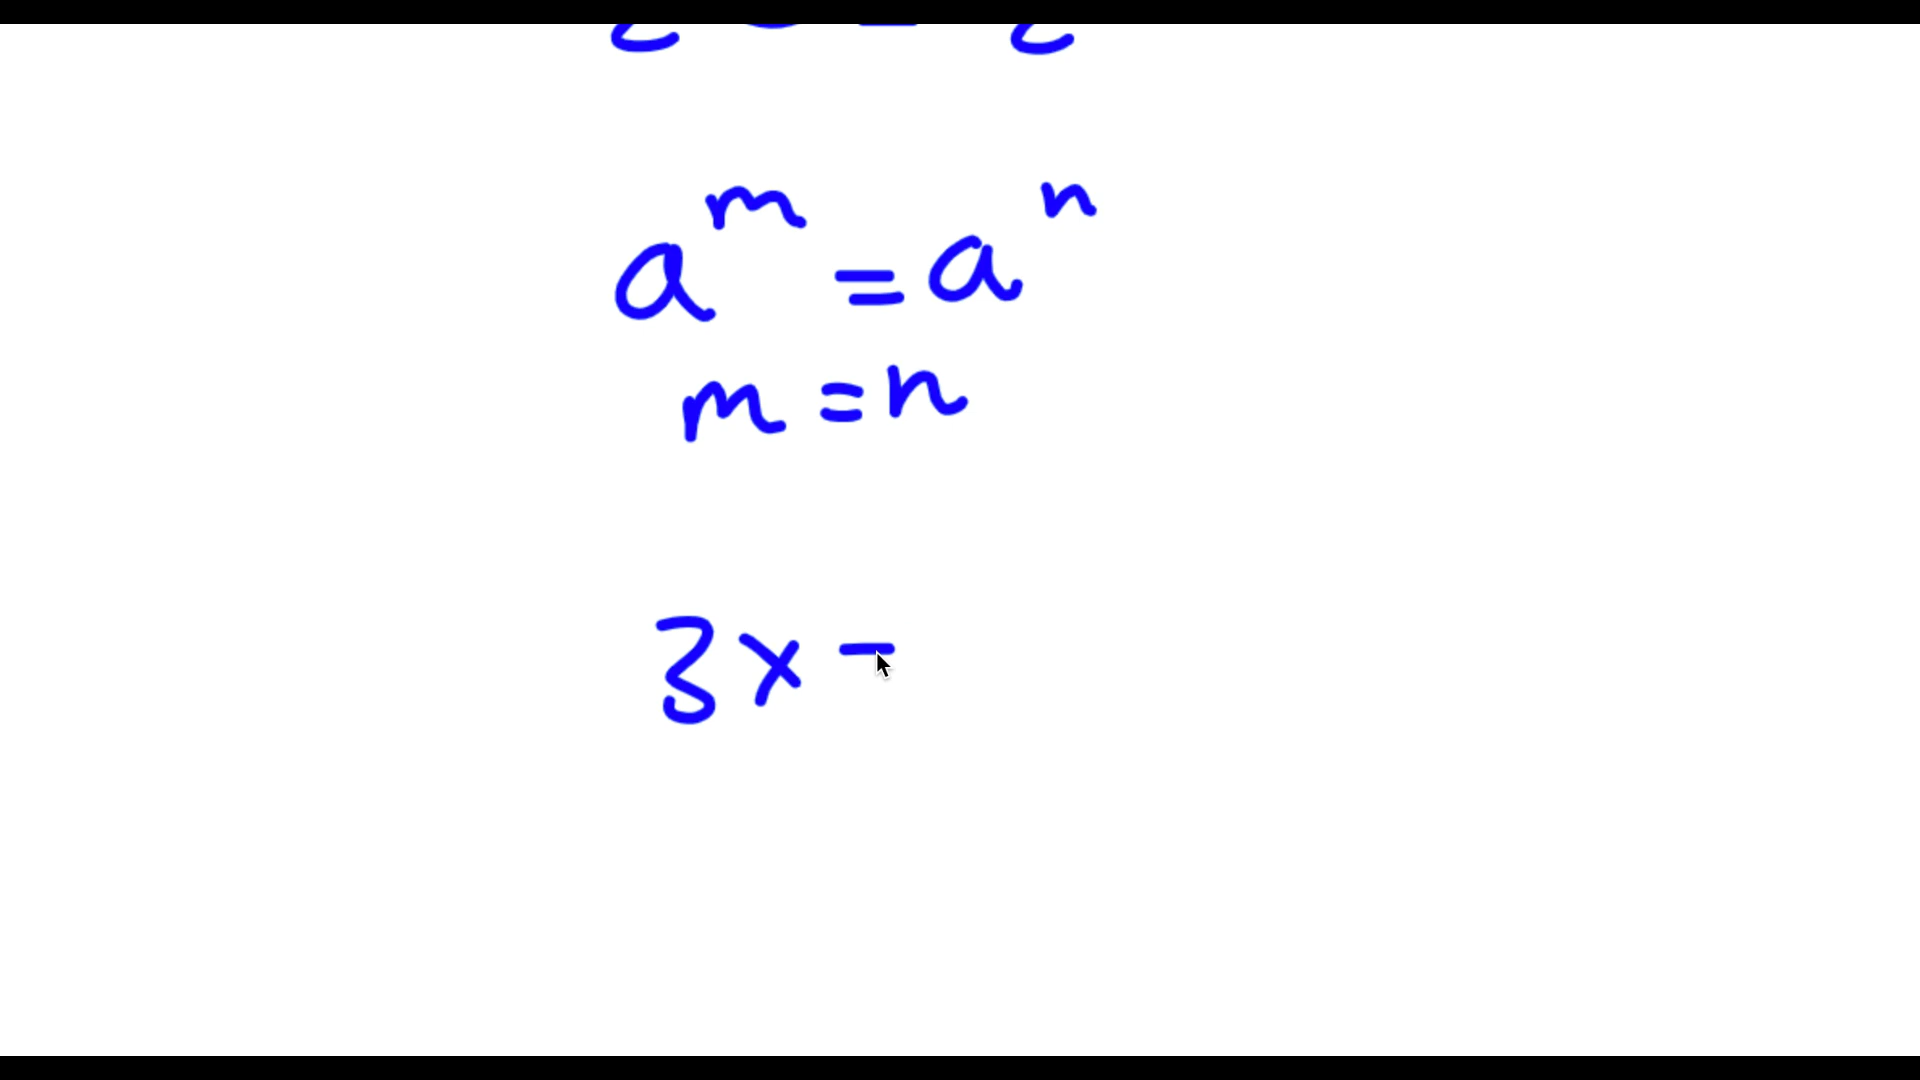 a^m = a^n
m = n
3x -